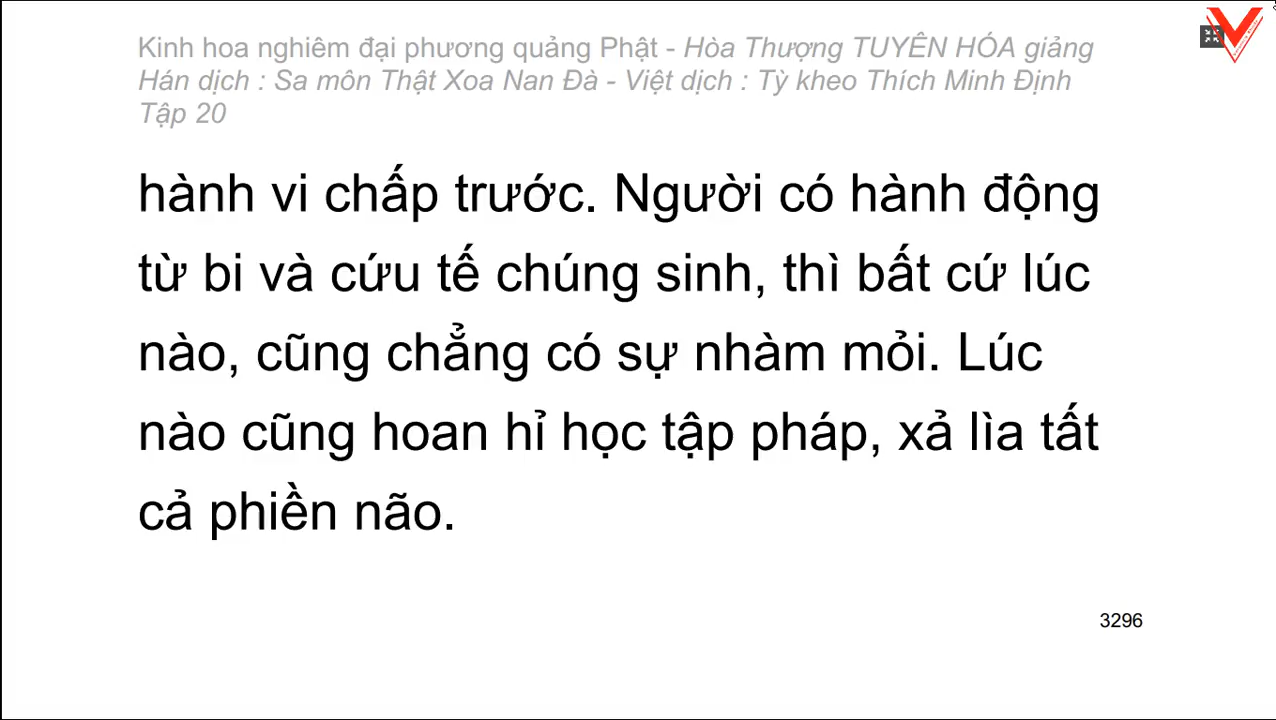 Kinh hoa nghiêm đại phương quảng Phật - Hòa Thượng TUYÊN HÓA giảng
Hán dịch : Sa môn Thật Xoa Nan Đà - Việt dịch : Tỳ kheo Thích Minh Định
Tập 20
hành vi chấp trước. Người có hành động
từ bi và cứu tế chúng sinh, thì bất cứ lúc
nào, cũng chẳng có sự nhàm mỏi. Lúc
nào cũng hoan hỉ học tập pháp, xả lìa tất
cả phiền não.
3296